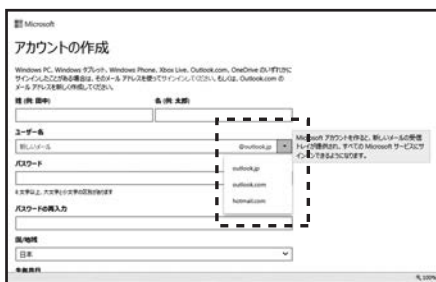 Microsoft
アカウントの作成
Windows PC、Windows タブレット、Windows Phone、Xbox Live、Outlook.com、OneDrive のいずれかに
サインインしたことがある場合は、そのメール アドレスを使ってサインインしてください。もしくは、Outlook.com の
メール アドレスを新しく作成してください。
姓 (例: 田中) 名 (例: 太郎)
ユーザー名
新しいメール @outlook.jp
Microsoft アカウントを作ると、新しいメールの受信
トレイが提供され、すべての Microsoft サービスにサ
インインできるようになります。
outlook.jp
outlook.com
hotmail.com
パスワード
8 文字以上、大文字と小文字の区別があります
パスワードの再入力
国/地域
日本
生年月日
100%